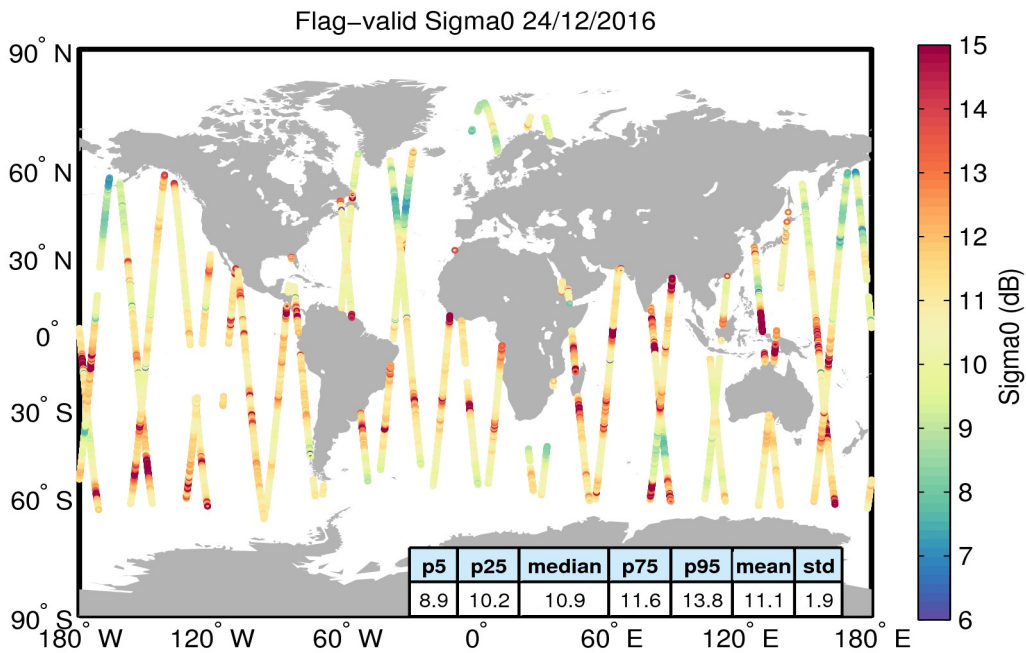 Flag−valid Sigma0 24/12/2016
90° N
60° N
30° N
0°
30° S
60° S
90° S
180° W 120° W 60° W 0° 60° E 120° E 180° E
p5 p25 median p75 p95 mean std
8.9 10.2 10.9 11.6 13.8 11.1 1.9
15
14
13
12
11
10
9
8
7
6
Sigma0 (dB)